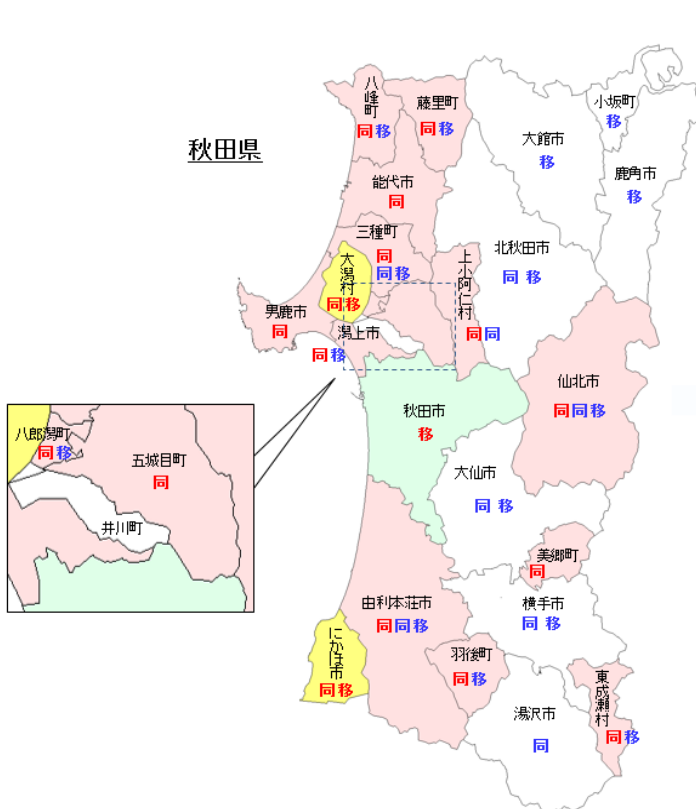 秋田県
八峰町
同移
藤里町
同移
小坂町
移
大館市
移
鹿角市
移
能代市
同
三種町
同
同移
大潟村
同移
上小阿仁村
同同
北秋田市
同 移
男鹿市
同
潟上市
同移
仙北市
同同移
秋田市
移
八郎潟町
同移
五城目町
同
井川町
大仙市
同 移
美郷町
同
由利本荘市
同同移
横手市
同 移
にかほ市
同移
羽後町
同移
東成瀬村
同移
湯沢市
同